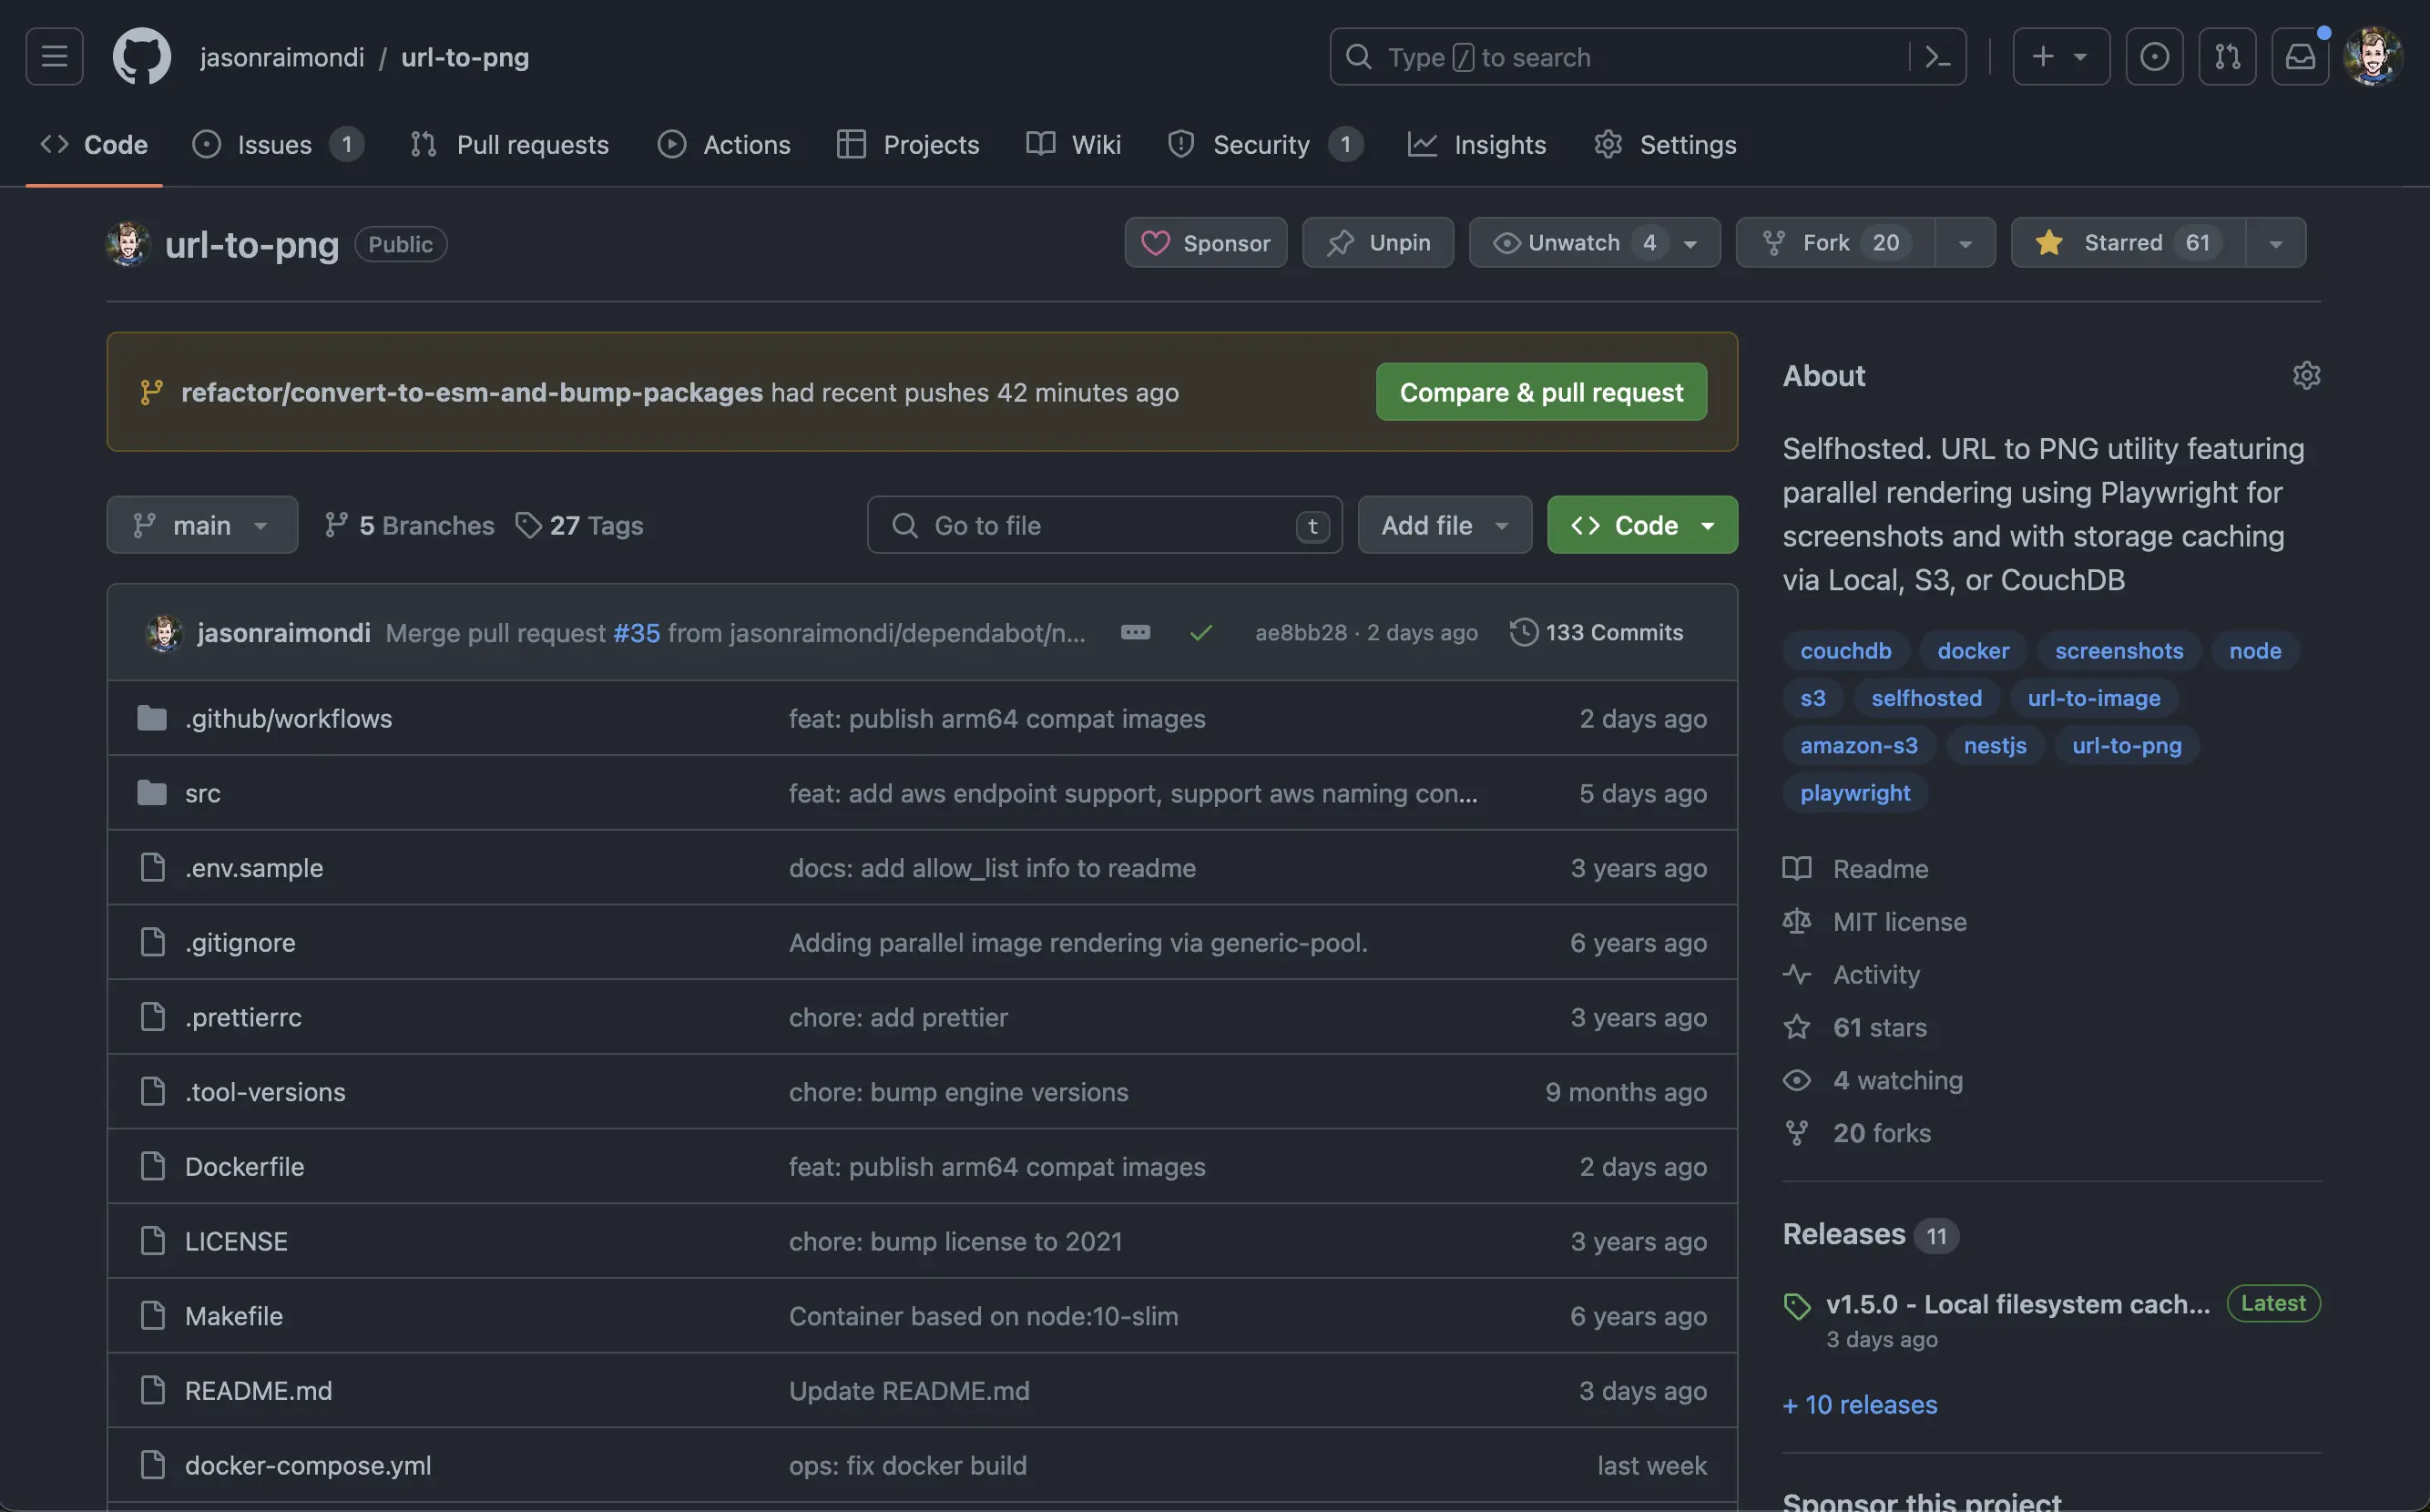 jasonraimondi / url-to-png
Type / to search
Code
Issues 1
Pull requests
Actions
Projects
Wiki
Security 1
Insights
Settings
url-to-png Public
Sponsor
Unpin
Unwatch 4
Fork 20
Starred 61
refactor/convert-to-esm-and-bump-packages had recent pushes 42 minutes ago
Compare & pull request
main
5 Branches
27 Tags
Go to file t
Add file
Code
jasonraimondi Merge pull request #35 from jasonraimondi/dependabot/n...
ae8bb28 · 2 days ago
133 Commits
.github/workflows feat: publish arm64 compat images 2 days ago
src feat: add aws endpoint support, support aws naming con... 5 days ago
.env.sample docs: add allow_list info to readme 3 years ago
.gitignore Adding parallel image rendering via generic-pool. 6 years ago
.prettierrc chore: add prettier 3 years ago
.tool-versions chore: bump engine versions 9 months ago
Dockerfile feat: publish arm64 compat images 2 days ago
LICENSE chore: bump license to 2021 3 years ago
Makefile Container based on node:10-slim 6 years ago
README.md Update README.md 3 days ago
docker-compose.yml ops: fix docker build last week
About
Selfhosted. URL to PNG utility featuring
parallel rendering using Playwright for
screenshots and with storage caching
via Local, S3, or CouchDB
couchdb docker screenshots node
s3 selfhosted url-to-image
amazon-s3 nestjs url-to-png
playwright
Readme
MIT license
Activity
61 stars
4 watching
20 forks
Releases 11
v1.5.0 - Local filesystem cach... Latest
3 days ago
+ 10 releases
Sponsor this project